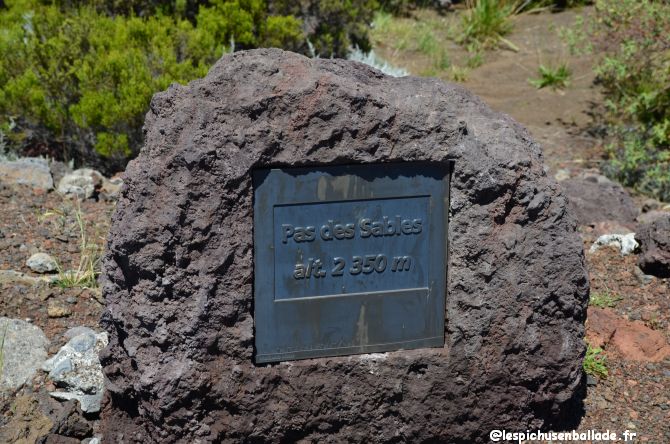 Pas des Sables
alt. 2 350 m
@lespichusenballade.fr